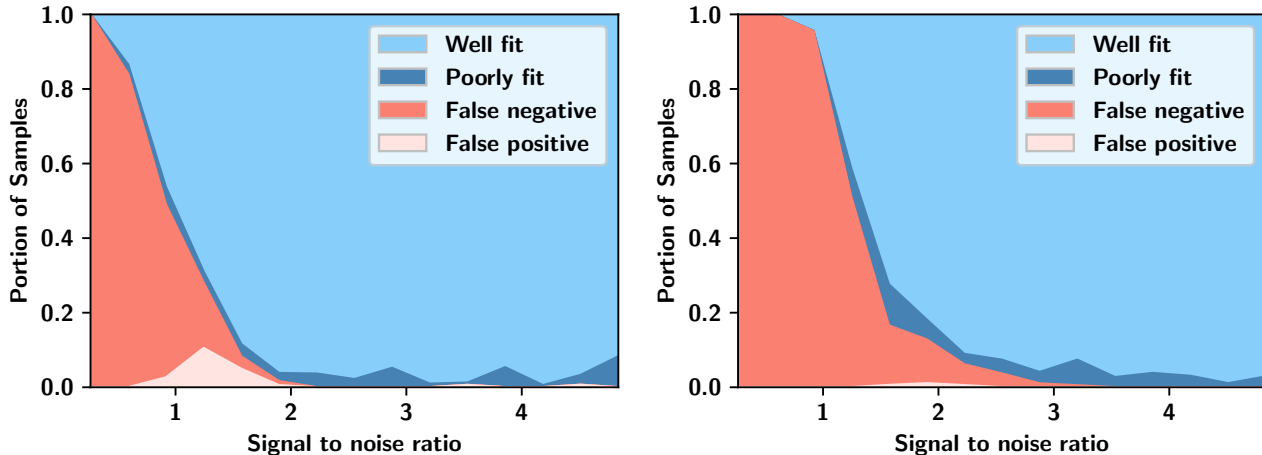 1.0
0.8
0.6
0.4
0.2
0.0
Portion of Samples
Well fit
Poorly fit
False negative
False positive
1 2 3 4
Signal to noise ratio
1.0
0.8
0.6
0.4
0.2
0.0
Portion of Samples
Well fit
Poorly fit
False negative
False positive
1 2 3 4
Signal to noise ratio